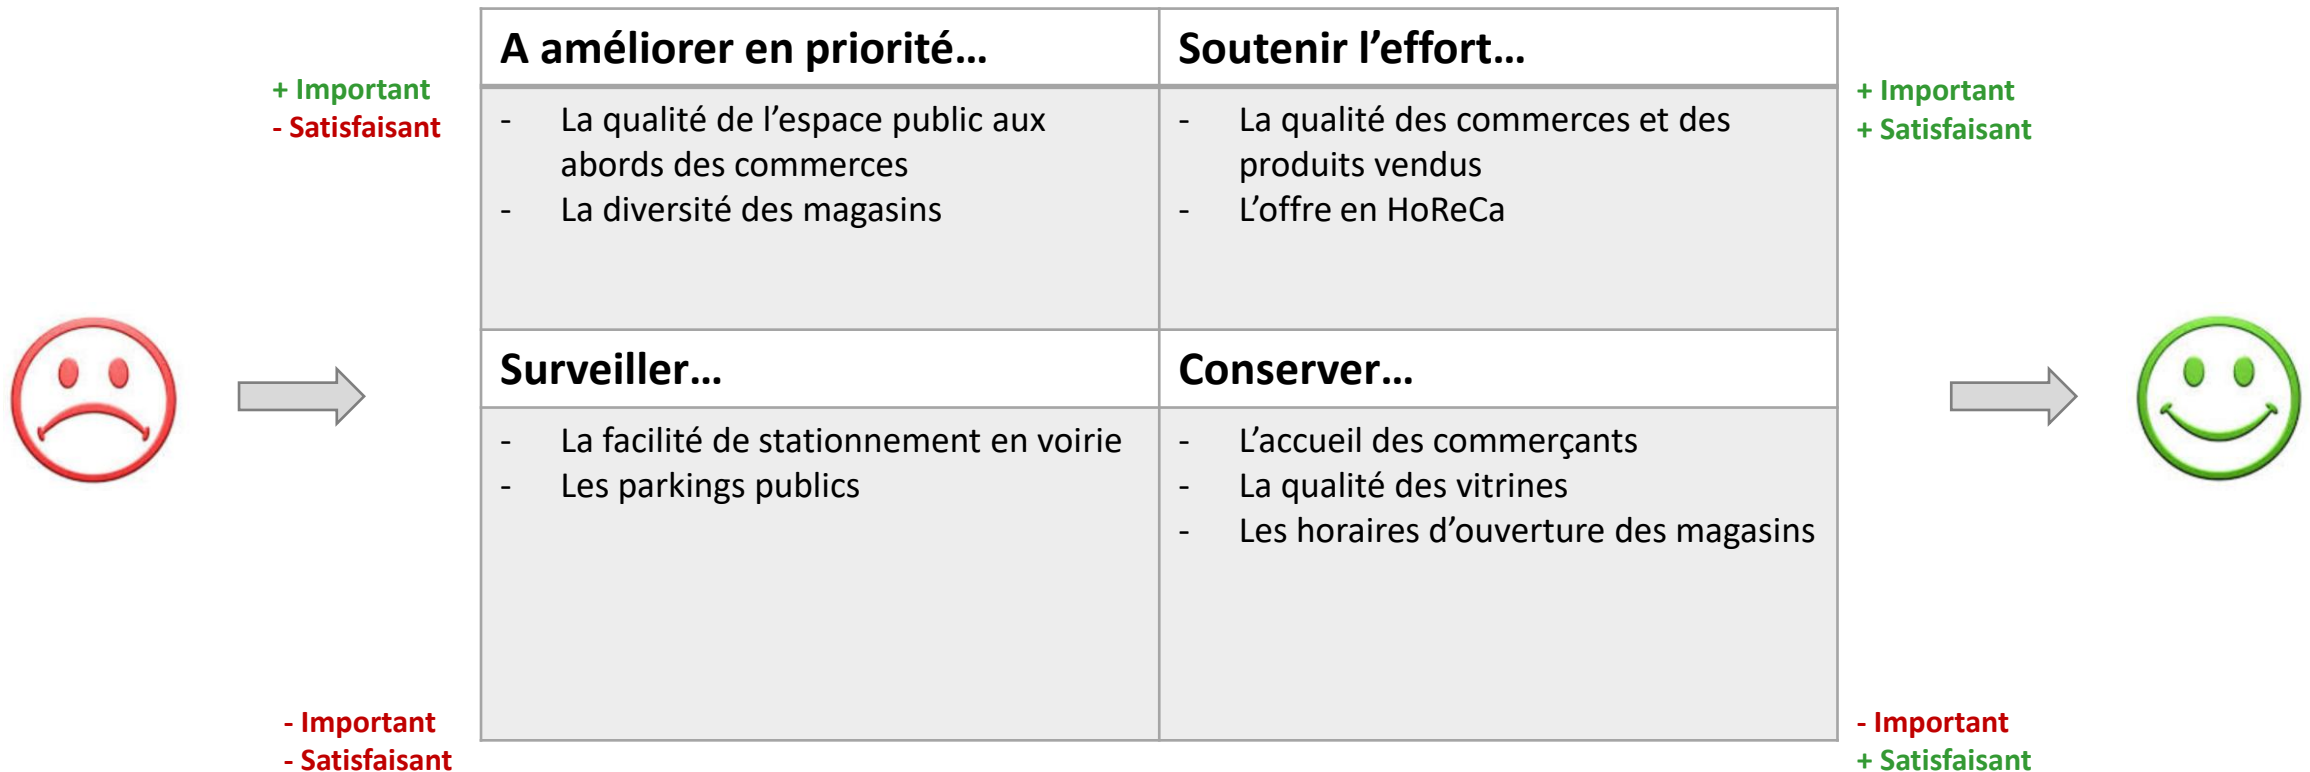 A améliorer en priorité…
Soutenir l’effort…
+ Important
- Satisfaisant
- La qualité de l’espace public aux
abords des commerces
- La diversité des magasins
- La qualité des commerces et des
produits vendus
- L’offre en HoReCa
+ Important
+ Satisfaisant
Surveiller…
Conserver…
- La facilité de stationnement en voirie
- Les parkings publics
- L’accueil des commerçants
- La qualité des vitrines
- Les horaires d’ouverture des magasins
- Important
- Satisfaisant
- Important
+ Satisfaisant